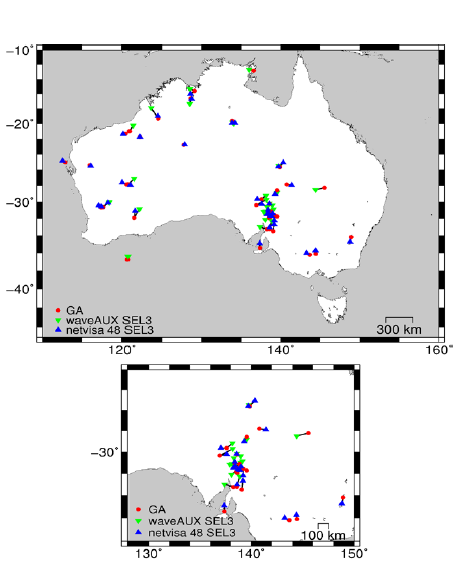 −10°
−20°
−30°
−40°
GA
waveAUX SEL3
netvisa 48 SEL3
300 km
120°
140°
160°
−30°
GA
waveAUX SEL3
netvisa 48 SEL3
100 km
130°
140°
150°